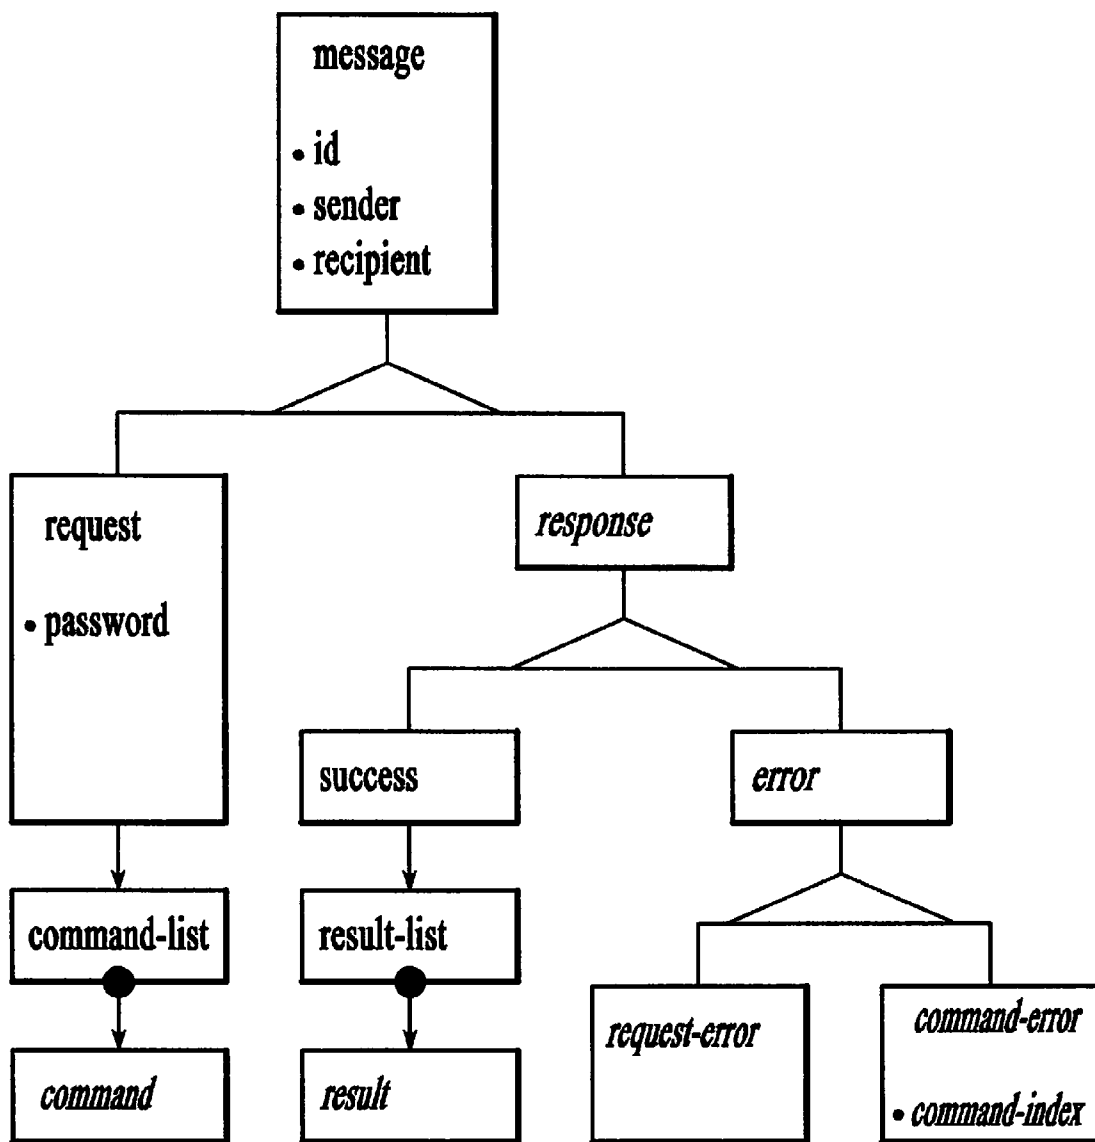 message
• id
• sender
• recipient
request
• password
response
success
error
command-list
result-list
command
result
request-error
command-error
• command-index